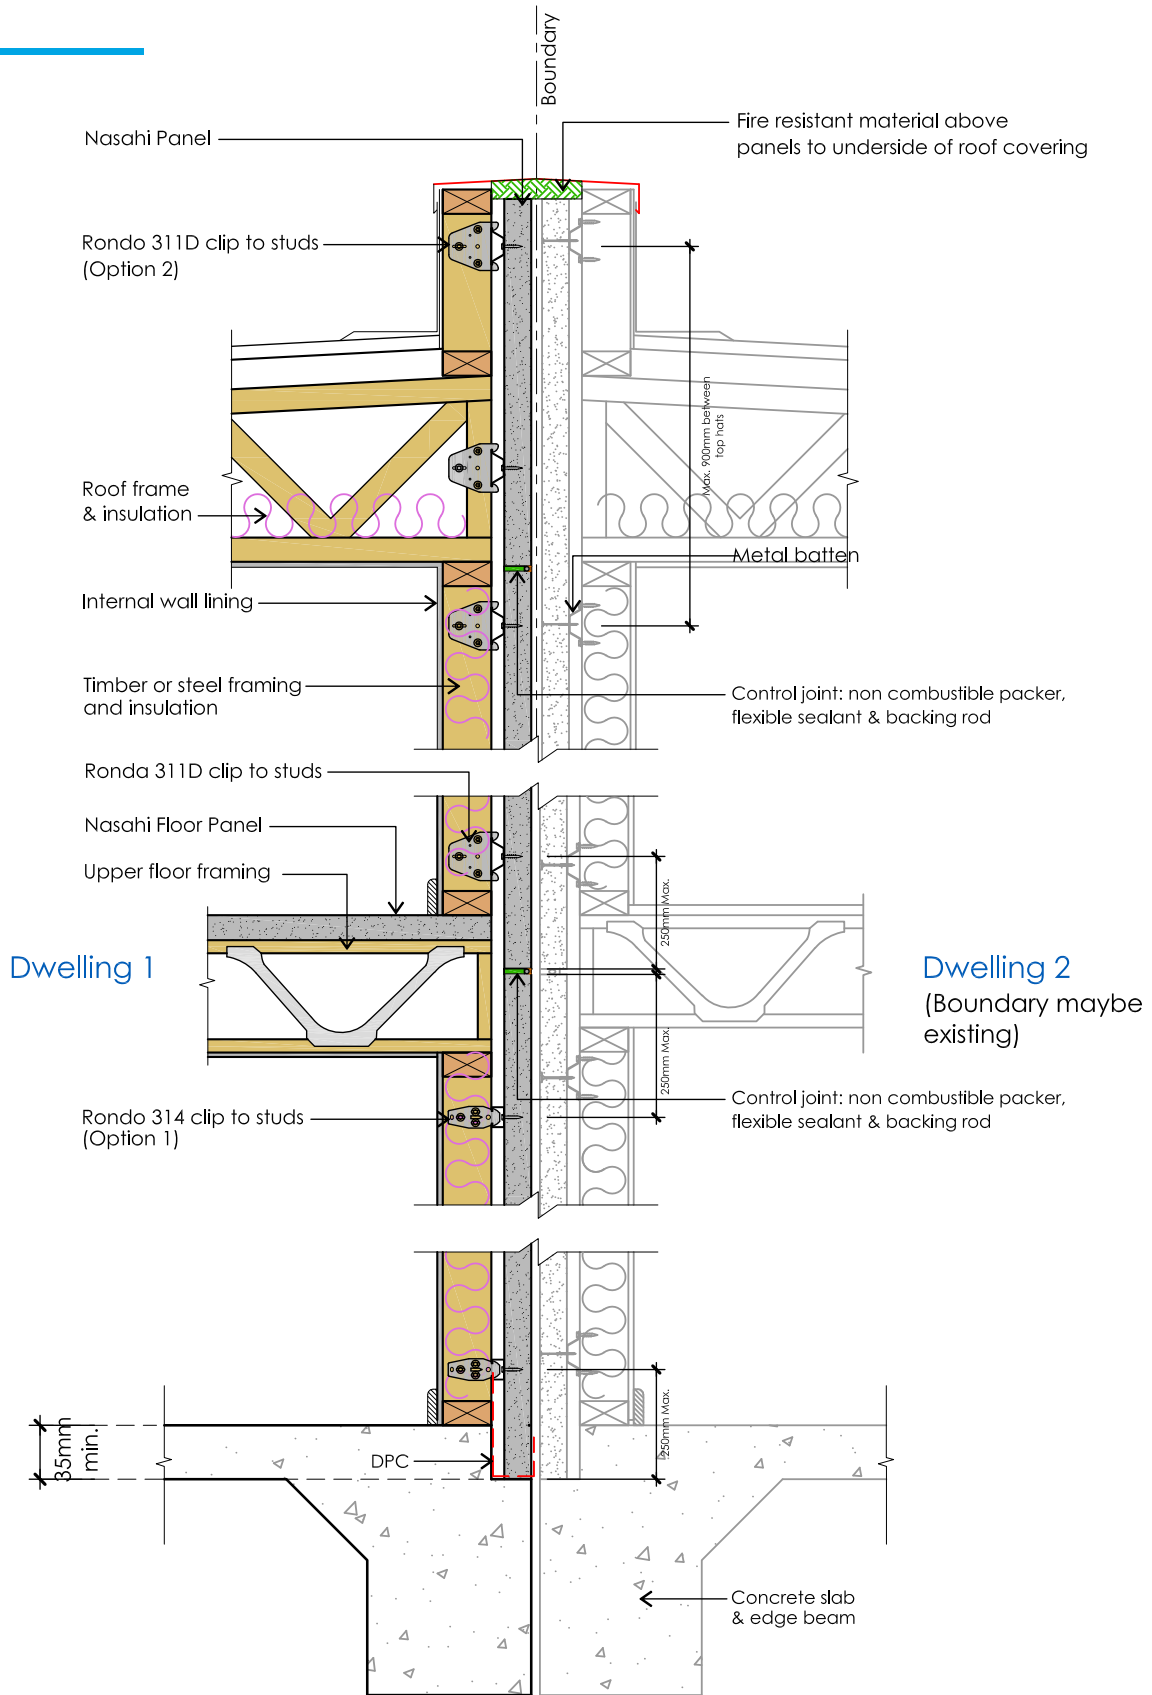 Boundary
Nasahi Panel
Fire resistant material above
panels to underside of roof covering
Rondo 311D clip to studs
(Option 2)
Max. 900mm between
top hats
Roof frame
& insulation
Metal batten
Internal wall lining
Timber or steel framing
and insulation
Control joint: non combustible packer,
flexible sealant & backing rod
Ronda 311D clip to studs
Nasahi Floor Panel
Upper floor framing
250mm Max.
Dwelling 1
Dwelling 2
(Boundary maybe
existing)
250mm Max.
Rondo 314 clip to studs
(Option 1)
Control joint: non combustible packer,
flexible sealant & backing rod
250mm Max.
35mm
min.
DPC
Concrete slab
& edge beam